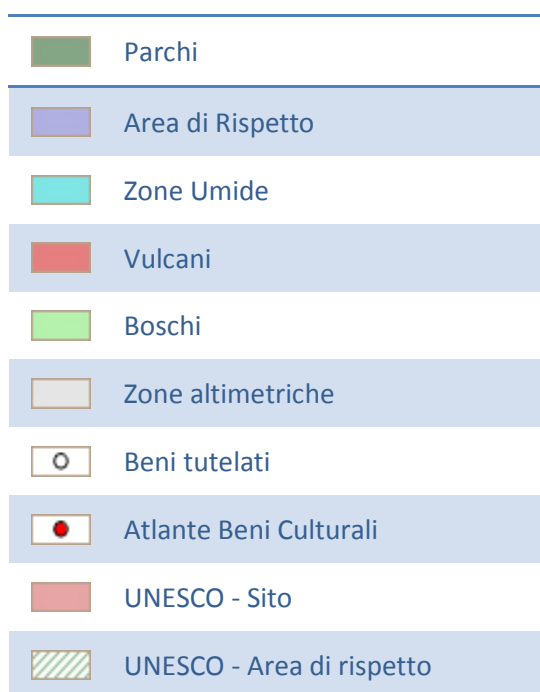 Parchi
Area di Rispetto
Zone Umide
Vulcani
Boschi
Zone altimetriche
Beni tutelati
Atlante Beni Culturali
UNESCO - Sito
UNESCO - Area di rispetto